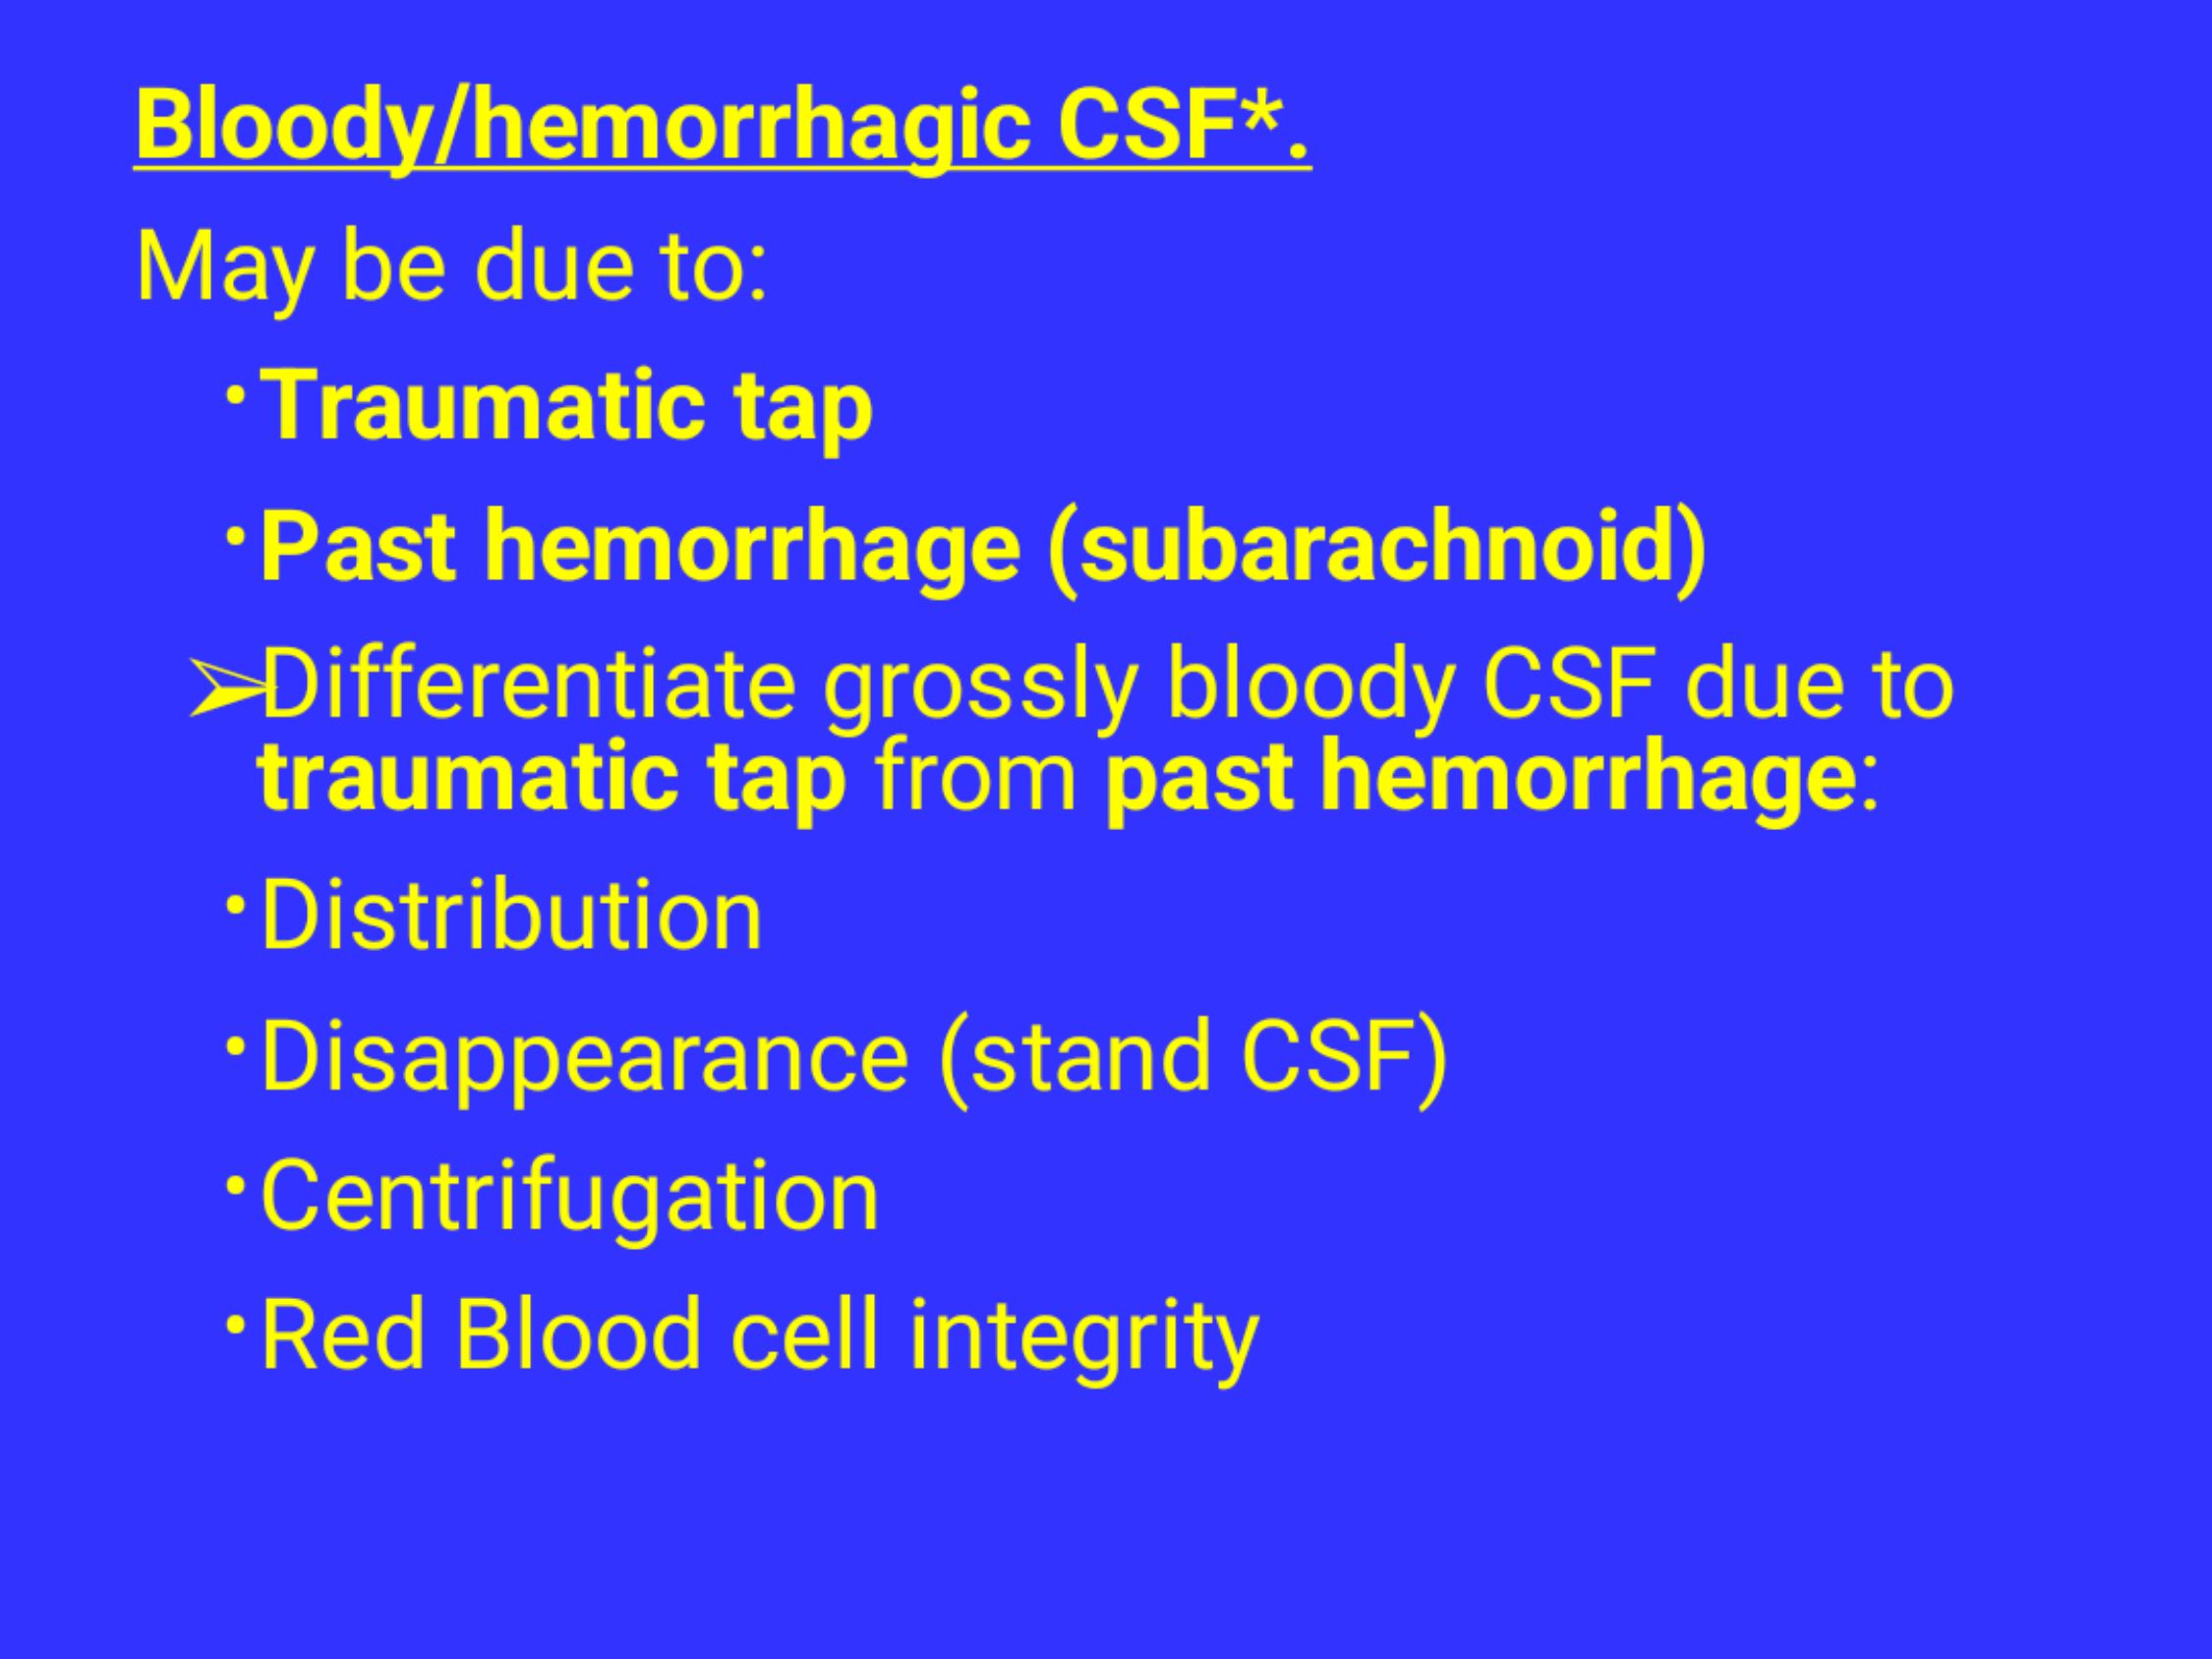 Bloody/hemorrhagic CSF*.
May be due to:
•Traumatic tap
•Past hemorrhage (subarachnoid)
➢Differentiate grossly bloody CSF due to
traumatic tap from past hemorrhage:
•Distribution
•Disappearance (stand CSF)
•Centrifugation
•Red Blood cell integrity